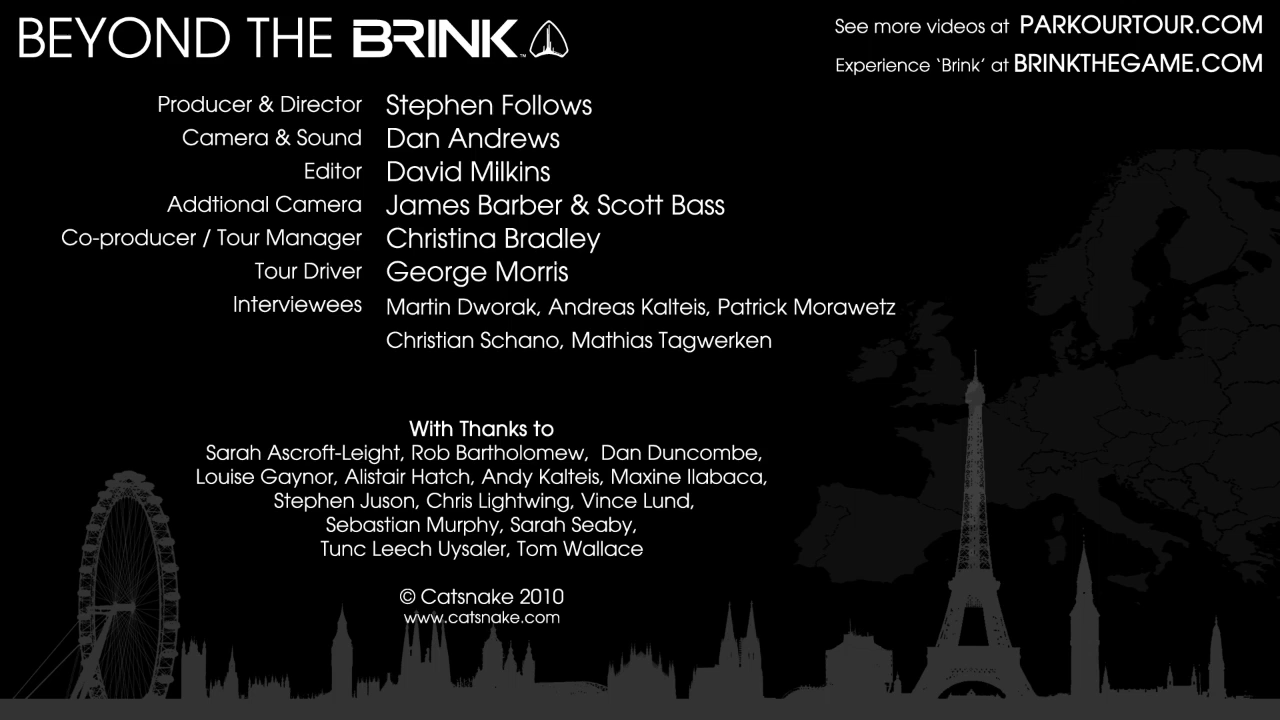 BEYOND THE BRINK™
See more videos at PARKOURTOUR.COM
Experience ‘Brink’ at BRINKTHEGAME.COM
Producer & Director Stephen Follows
Camera & Sound Dan Andrews
Editor David Milkins
Addtional Camera James Barber & Scott Bass
Co-producer / Tour Manager Christina Bradley
Tour Driver George Morris
Interviewees Martin Dworak, Andreas Kalteis, Patrick Morawetz
Christian Schano, Mathias Tagwerken
With Thanks to
Sarah Ascroft-Leight, Rob Bartholomew, Dan Duncombe,
Louise Gaynor, Alistair Hatch, Andy Kalteis, Maxine Ilabaca,
Stephen Juson, Chris Lightwing, Vince Lund,
Sebastian Murphy, Sarah Seaby,
Tunc Leech Uysaler, Tom Wallace
© Catsnake 2010
www.catsnake.com